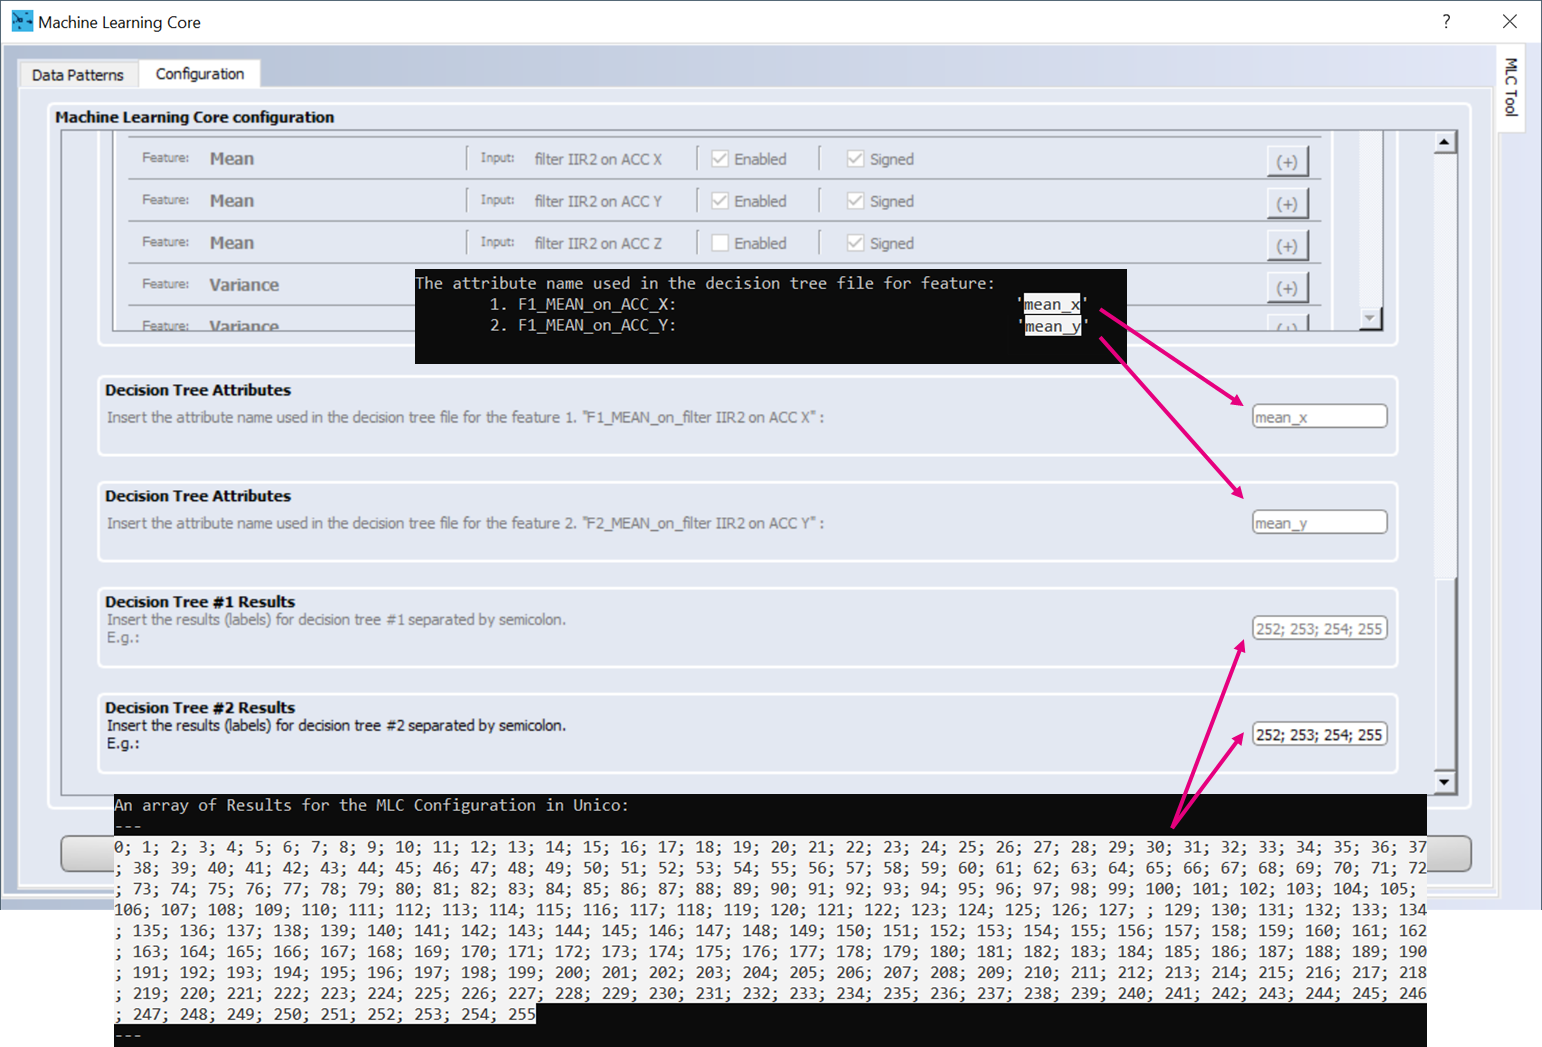 Machine Learning Core
?
Data Patterns
Configuration
MLC Tool
Machine Learning Core configuration
Feature: Mean Input: filter IIR2 on ACC X Enabled Signed (+)
Feature: Mean Input: filter IIR2 on ACC Y Enabled Signed (+)
Feature: Mean Input: filter IIR2 on ACC Z Enabled Signed (+)
Feature: Variance (+)
Feature: Variance (+)
The attribute name used in the decision tree file for feature:
1. F1_MEAN_on_ACC_X: 'mean_x'
2. F1_MEAN_on_ACC_Y: 'mean_y'
Decision Tree Attributes
Insert the attribute name used in the decision tree file for the feature 1. "F1_MEAN_on_filter IIR2 on ACC X" : mean_x
Decision Tree Attributes
Insert the attribute name used in the decision tree file for the feature 2. "F2_MEAN_on_filter IIR2 on ACC Y" : mean_y
Decision Tree #1 Results
Insert the results (labels) for decision tree #1 separated by semicolon.
E.g.:
252; 253; 254; 255
Decision Tree #2 Results
Insert the results (labels) for decision tree #2 separated by semicolon.
E.g.:
252; 253; 254; 255
An array of Results for the MLC Configuration in Unico:
---
0; 1; 2; 3; 4; 5; 6; 7; 8; 9; 10; 11; 12; 13; 14; 15; 16; 17; 18; 19; 20; 21; 22; 23; 24; 25; 26; 27; 28; 29; 30; 31; 32; 33; 34; 35; 36; 37
; 38; 39; 40; 41; 42; 43; 44; 45; 46; 47; 48; 49; 50; 51; 52; 53; 54; 55; 56; 57; 58; 59; 60; 61; 62; 63; 64; 65; 66; 67; 68; 69; 70; 71; 72
; 73; 74; 75; 76; 77; 78; 79; 80; 81; 82; 83; 84; 85; 86; 87; 88; 89; 90; 91; 92; 93; 94; 95; 96; 97; 98; 99; 100; 101; 102; 103; 104; 105;
106; 107; 108; 109; 110; 111; 112; 113; 114; 115; 116; 117; 118; 119; 120; 121; 122; 123; 124; 125; 126; 127; ; 129; 130; 131; 132; 133; 134
; 135; 136; 137; 138; 139; 140; 141; 142; 143; 144; 145; 146; 147; 148; 149; 150; 151; 152; 153; 154; 155; 156; 157; 158; 159; 160; 161; 162
; 163; 164; 165; 166; 167; 168; 169; 170; 171; 172; 173; 174; 175; 176; 177; 178; 179; 180; 181; 182; 183; 184; 185; 186; 187; 188; 189; 190
; 191; 192; 193; 194; 195; 196; 197; 198; 199; 200; 201; 202; 203; 204; 205; 206; 207; 208; 209; 210; 211; 212; 213; 214; 215; 216; 217; 218
; 219; 220; 221; 222; 223; 224; 225; 226; 227; 228; 229; 230; 231; 232; 233; 234; 235; 236; 237; 238; 239; 240; 241; 242; 243; 244; 245; 246
; 247; 248; 249; 250; 251; 252; 253; 254; 255
---